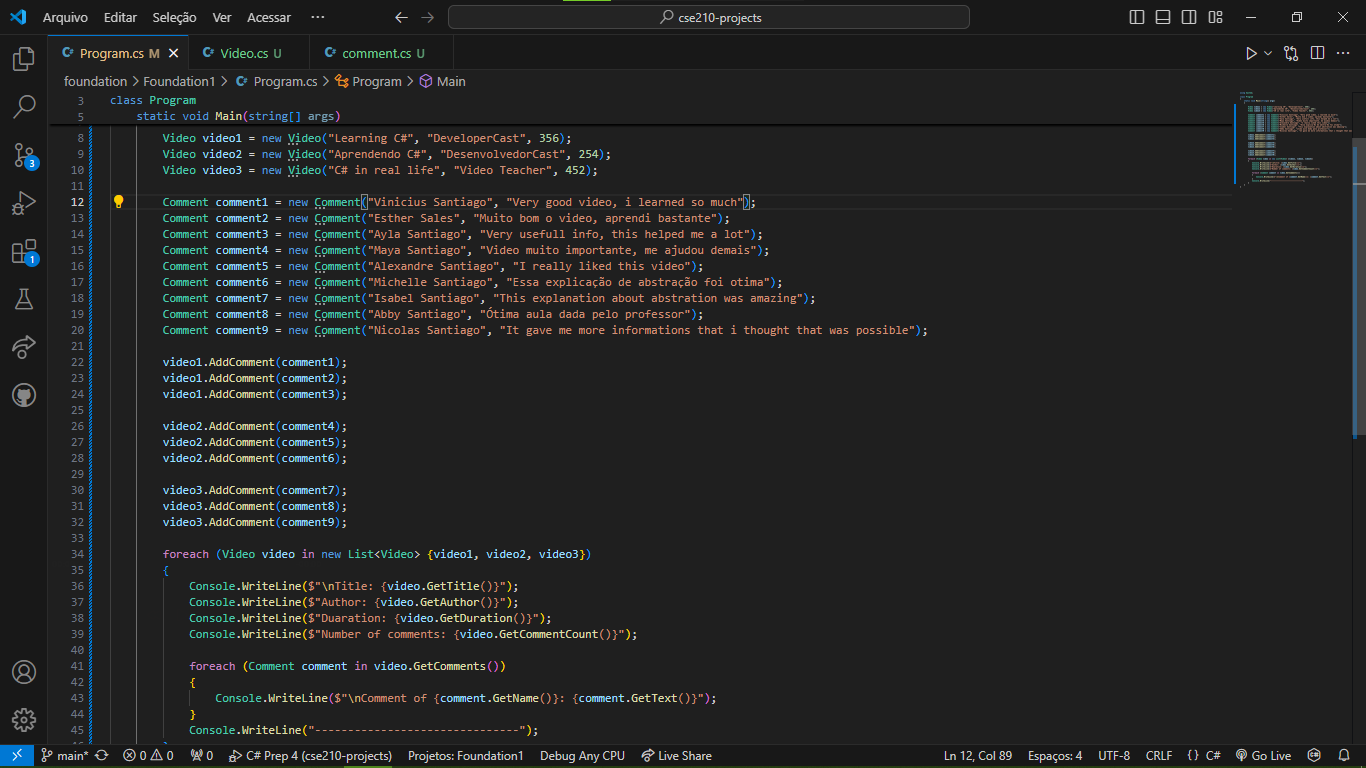 Arquivo Editar Seleção Ver Acessar ··· cse210-projects
Program.cs M Video.cs U comment.cs U
foundation > Foundation1 > Program.cs > Program > Main
3 class Program
5 static void Main(string[] args)
8 Video video1 = new Video("Learning C#", "DeveloperCast", 356);
9 Video video2 = new Video("Aprendendo C#", "DesenvolvedorCast", 254);
10 Video video3 = new Video("C# in real life", "Video Teacher", 452);
11
12 Comment comment1 = new Comment("Vinicius Santiago", "Very good video, i learned so much");
13 Comment comment2 = new Comment("Esther Sales", "Muito bom o video, aprendi bastante");
14 Comment comment3 = new Comment("Ayla Santiago", "Very usefull info, this helped me a lot");
15 Comment comment4 = new Comment("Maya Santiago", "Video muito importante, me ajudou demais");
16 Comment comment5 = new Comment("Alexandre Santiago", "I really liked this video");
17 Comment comment6 = new Comment("Michelle Santiago", "Essa explicação de abstração foi otima");
18 Comment comment7 = new Comment("Isabel Santiago", "This explanation about abstration was amazing");
19 Comment comment8 = new Comment("Abby Santiago", "Ótima aula dada pelo professor");
20 Comment comment9 = new Comment("Nicolas Santiago", "It gave me more informations that i thought that was possible");
21
22 video1.AddComment(comment1);
23 video1.AddComment(comment2);
24 video1.AddComment(comment3);
25
26 video2.AddComment(comment4);
27 video2.AddComment(comment5);
28 video2.AddComment(comment6);
29
30 video3.AddComment(comment7);
31 video3.AddComment(comment8);
32 video3.AddComment(comment9);
33
34 foreach (Video video in new List<Video> {video1, video2, video3})
35 {
36 Console.WriteLine($"\nTitle: {video.GetTitle()}");
37 Console.WriteLine($"Author: {video.GetAuthor()}");
38 Console.WriteLine($"Duaration: {video.GetDuration()}");
39 Console.WriteLine($"Number of comments: {video.GetCommentCount()}");
40
41 foreach (Comment comment in video.GetComments())
42 {
43 Console.WriteLine($"\nComment of {comment.GetName()}: {comment.GetText()}");
44 }
45 Console.WriteLine("-------------------------------");
3
1
main* 0 0 0 C# Prep 4 (cse210-projects) Projetos: Foundation1 Debug Any CPU Live Share Ln 12, Col 89 Espaços: 4 UTF-8 CRLF {} C# Go Live